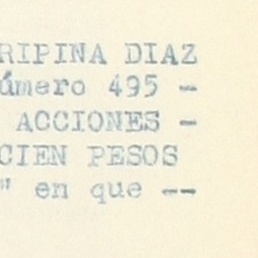 RIPINA DIAZ
úmero 495 -
ACCIONES -
CIEN PESOS
" en que --